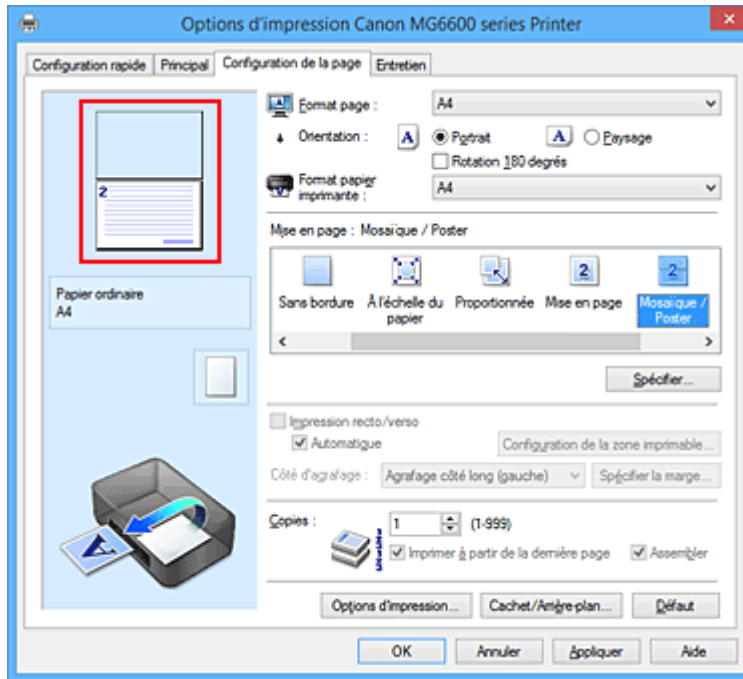 Options d'impression Canon MG6600 series Printer
Configuration rapide Principal Configuration de la page Entretien
2
Papier ordinaire
A4
Format page : A4
Orientation : A Portrait A Paysage
Rotation 180 degrés
Format papier imprimante : A4
Mise en page : Mosaïque / Poster
2 2
Sans bordure À l'échelle du papier Proportionnée Mise en page Mosaïque / Poster
Spécifier...
Impression recto/verso
Automatique Configuration de la zone imprimable...
Côté d'agrafage : Agrafage côté long (gauche) Spécifier la marge...
Copies : 1 (1-999)
Imprimer à partir de la dernière page Assembler
A
Options d'impression... Cachet/Arrière-plan... Défaut
OK Annuler Appliquer Aide